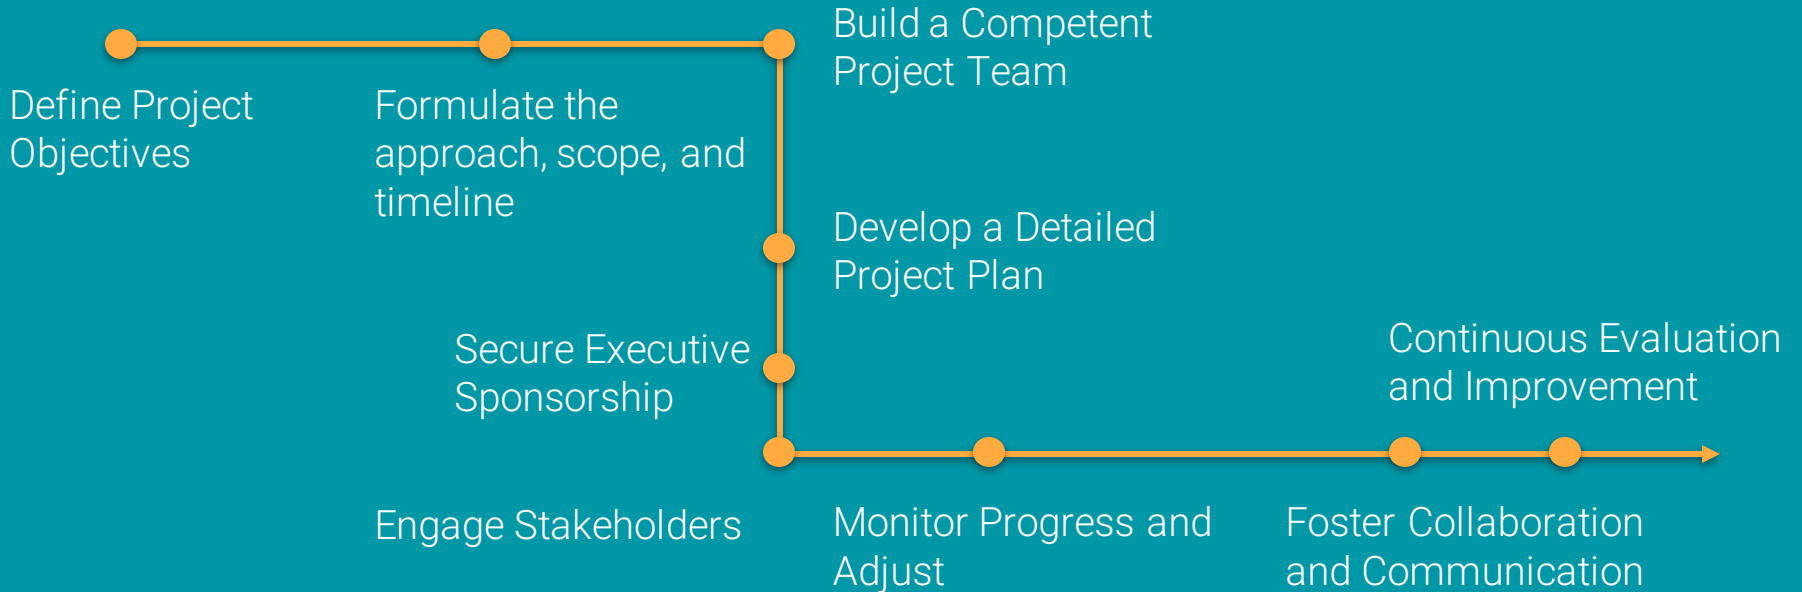 Define Project
Objectives
Formulate the
approach, scope, and
timeline
Build a Competent
Project Team
Develop a Detailed
Project Plan
Secure Executive
Sponsorship
Engage Stakeholders
Monitor Progress and
Adjust
Foster Collaboration
and Communication
Continuous Evaluation
and Improvement